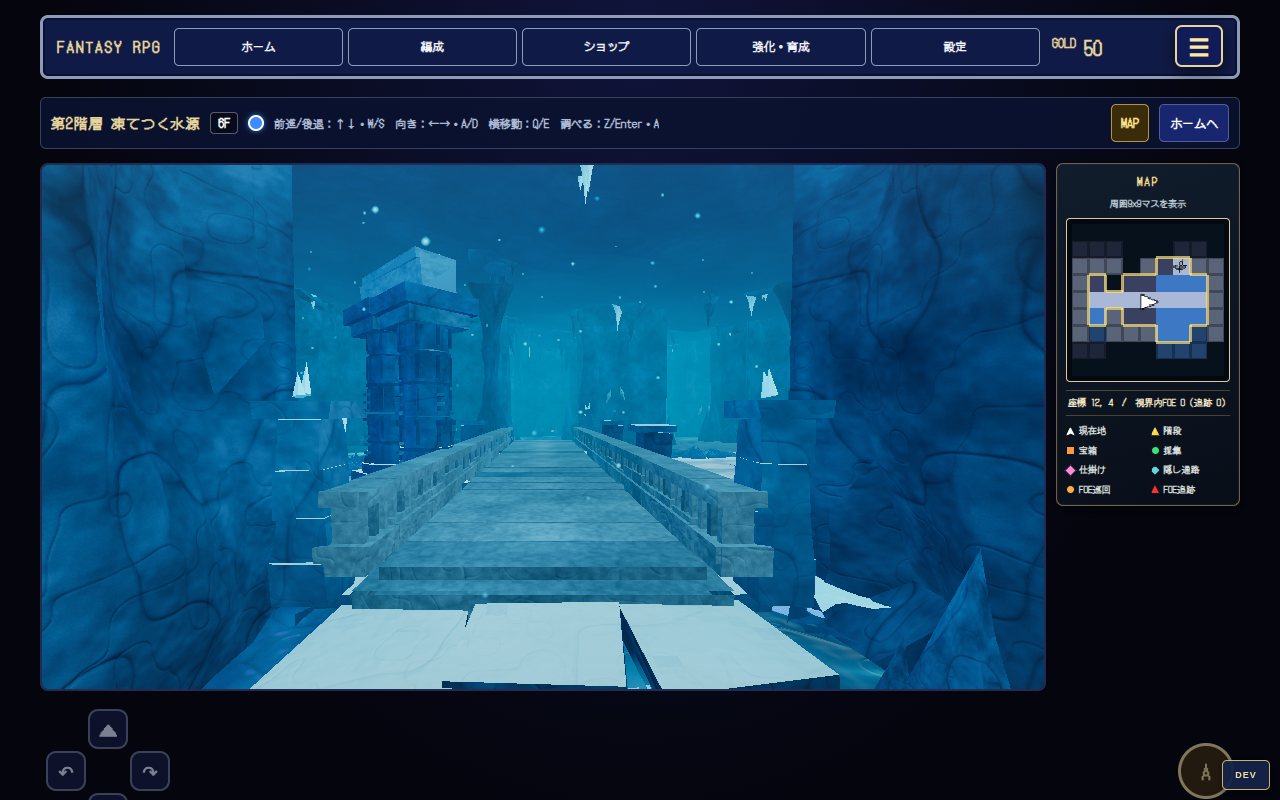 FANTASY RPG
ホーム
編成
ショップ
強化・育成
設定
GOLD 50
第2階層 凍てつく水源
6F
前進/後退：↑↓・W/S 向き：←→・A/D 横移動：Q/E 調べる：Z/Enter・A
MAP
ホームへ
MAP
周囲9x9マスを表示
座標 12, 4 / 視界内FOE 0 (追跡 0)
現在地
階段
宝箱
採集
仕掛け
隠し通路
FOE巡回
FOE追跡
A
DEV